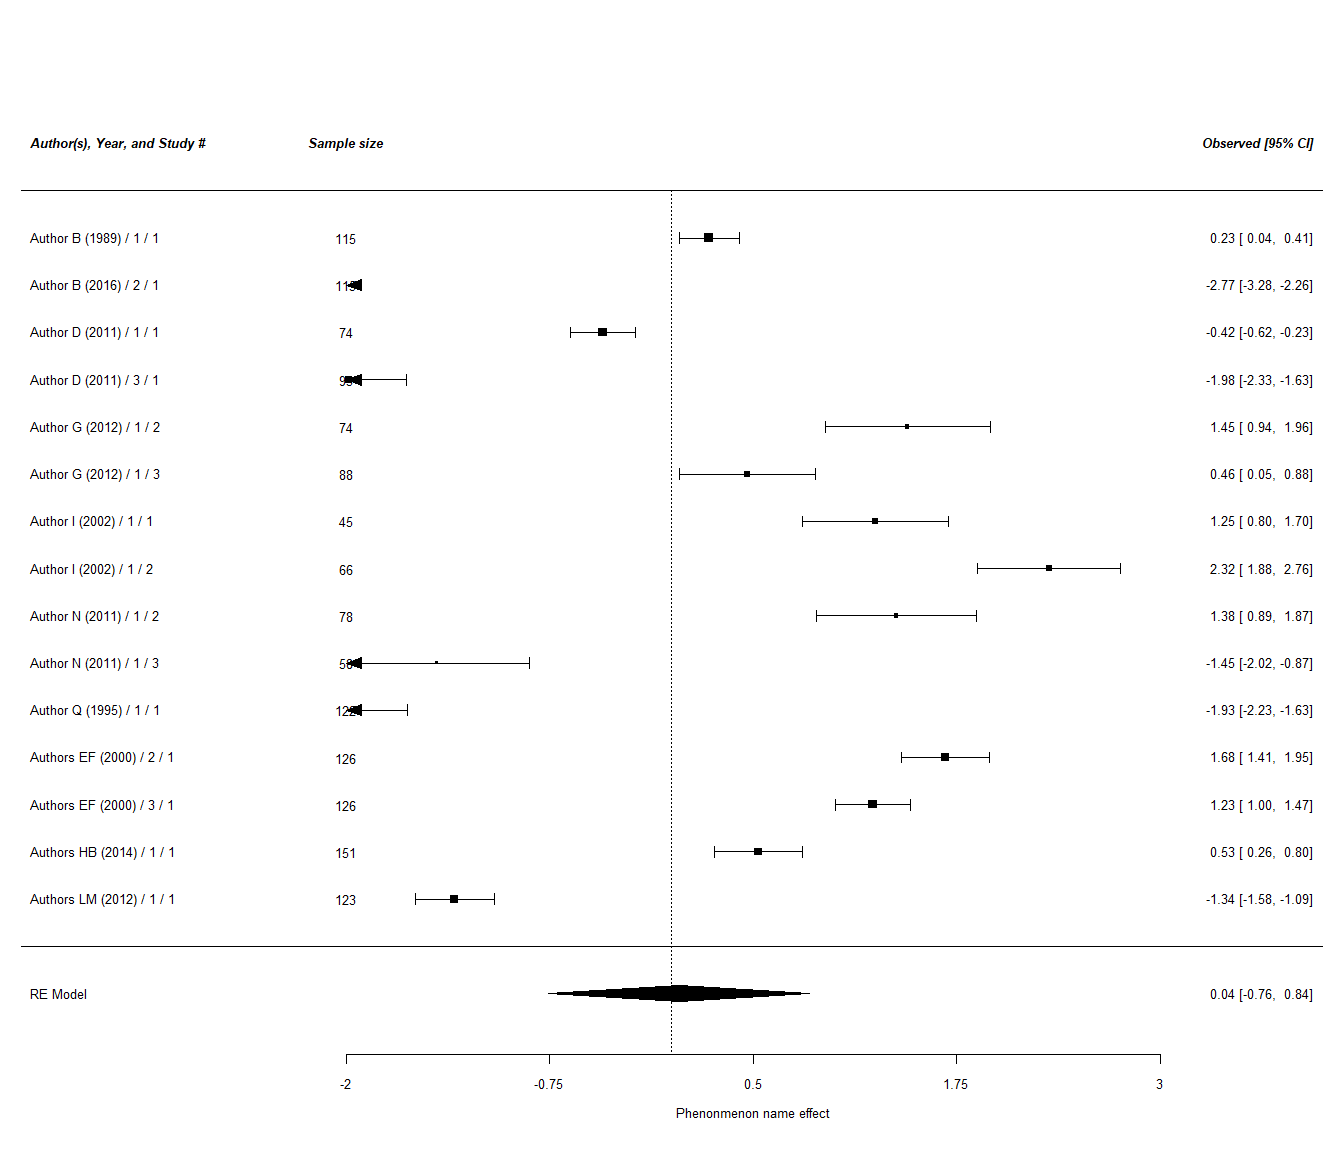 Author(s), Year, and Study # Sample size Observed [95% CI]
Author B (1989) / 1 / 1 115 0.23 [ 0.04, 0.41]
Author B (2016) / 2 / 1 -2.77 [-3.28, -2.26]
Author D (2011) / 1 / 1 74 -0.42 [-0.62, -0.23]
Author D (2011) / 3 / 1 -1.98 [-2.33, -1.63]
Author G (2012) / 1 / 2 74 1.45 [ 0.94, 1.96]
Author G (2012) / 1 / 3 88 0.46 [ 0.05, 0.88]
Author I (2002) / 1 / 1 45 1.25 [ 0.80, 1.70]
Author I (2002) / 1 / 2 66 2.32 [ 1.88, 2.76]
Author N (2011) / 1 / 2 78 1.38 [ 0.89, 1.87]
Author N (2011) / 1 / 3 -1.45 [-2.02, -0.87]
Author Q (1995) / 1 / 1 -1.93 [-2.23, -1.63]
Authors EF (2000) / 2 / 1 126 1.68 [ 1.41, 1.95]
Authors EF (2000) / 3 / 1 126 1.23 [ 1.00, 1.47]
Authors HB (2014) / 1 / 1 151 0.53 [ 0.26, 0.80]
Authors LM (2012) / 1 / 1 123 -1.34 [-1.58, -1.09]
RE Model 0.04 [-0.76, 0.84]
-2 -0.75 0.5 1.75 3
Phenonmenon name effect